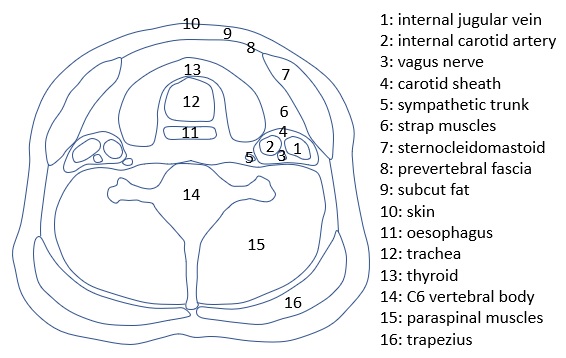 10
9
8
13
7
12
6
11
4
2
1
5
3
14
15
16
1: internal jugular vein
2: internal carotid artery
3: vagus nerve
4: carotid sheath
5: sympathetic trunk
6: strap muscles
7: sternocleidomastoid
8: prevertebral fascia
9: subcut fat
10: skin
11: oesophagus
12: trachea
13: thyroid
14: C6 vertebral body
15: paraspinal muscles
16: trapezius